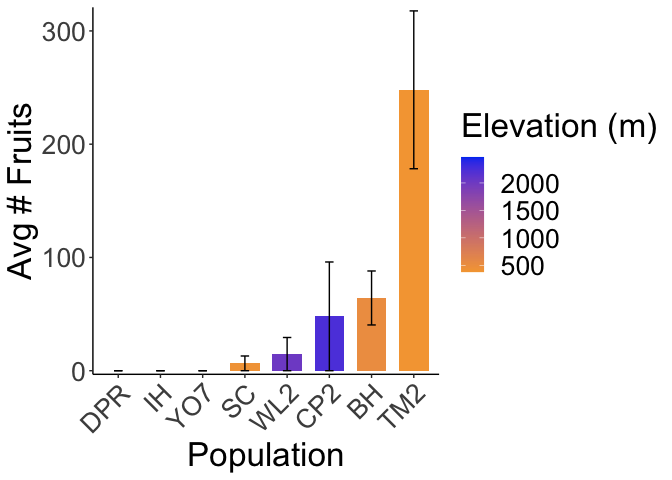 Avg # Fruits
300
200
100
0
DPR
IH
YO7
SC
WL2
CP2
BH
TM2
Population
Elevation (m)
2000
1500
1000
500